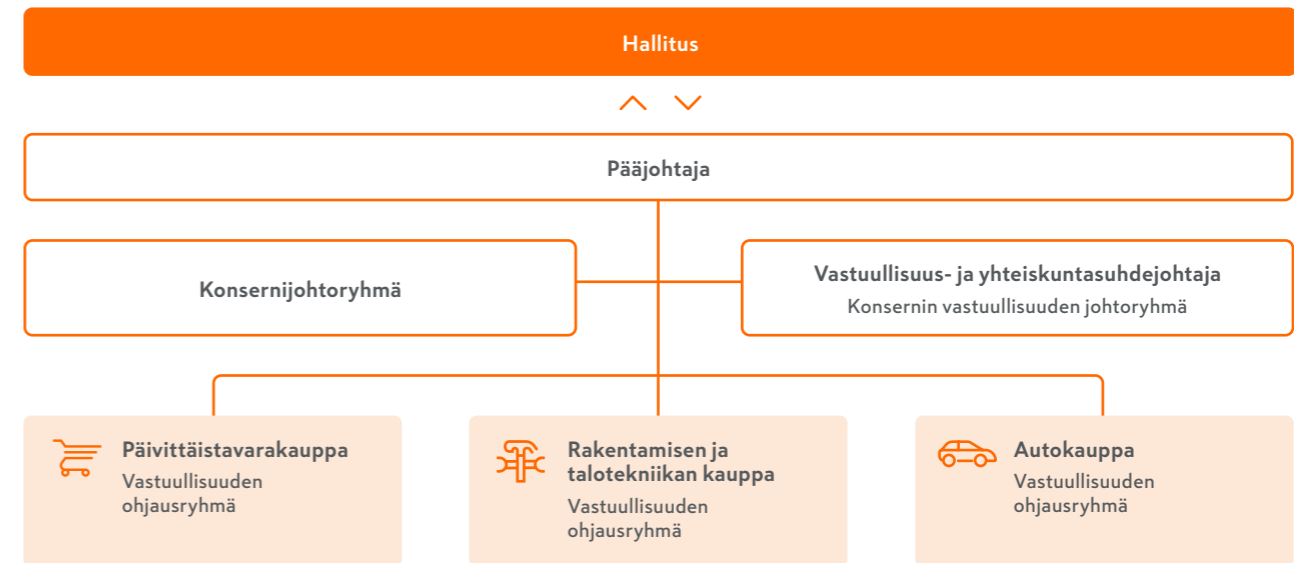 Hallitus
Pääjohtaja
Konsernijohtoryhmä
Vastuullisuus- ja yhteiskuntasuhdejohtaja
Konsernin vastuullisuuden johtoryhmä
Päivittäistavarakauppa
Vastuullisuuden
ohjausryhmä
Rakentamisen ja
talotekniikan kauppa
Vastuullisuuden
ohjausryhmä
Autokauppa
Vastuullisuuden
ohjausryhmä